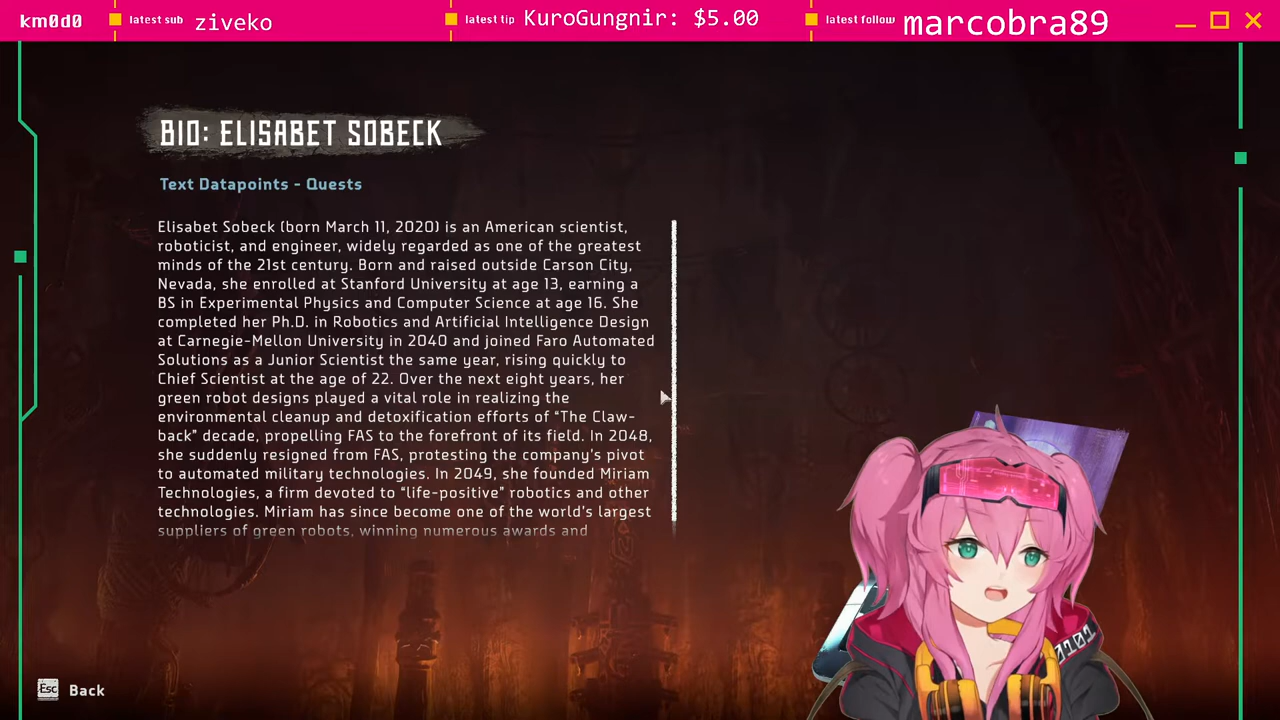 km0d0
latest sub ziveko
latest tip KuroGungnir: $5.00
latest follow marcobra89
BIO: ELISABET SOBECK
Text Datapoints - Quests
Elisabet Sobeck (born March 11, 2020) is an American scientist,
roboticist, and engineer, widely regarded as one of the greatest
minds of the 21st century. Born and raised outside Carson City,
Nevada, she enrolled at Stanford University at age 13, earning a
BS in Experimental Physics and Computer Science at age 16. She
completed her Ph.D. in Robotics and Artificial Intelligence Design
at Carnegie-Mellon University in 2040 and joined Faro Automated
Solutions as a Junior Scientist the same year, rising quickly to
Chief Scientist at the age of 22. Over the next eight years, her
green robot designs played a vital role in realizing the
environmental cleanup and detoxification efforts of “The Claw-
back” decade, propelling FAS to the forefront of its field. In 2048,
she suddenly resigned from FAS, protesting the company's pivot
to automated military technologies. In 2049, she founded Miriam
Technologies, a firm devoted to “life-positive” robotics and other
technologies. Miriam has since become one of the world's largest
suppliers of green robots, winning numerous awards and
Esc Back